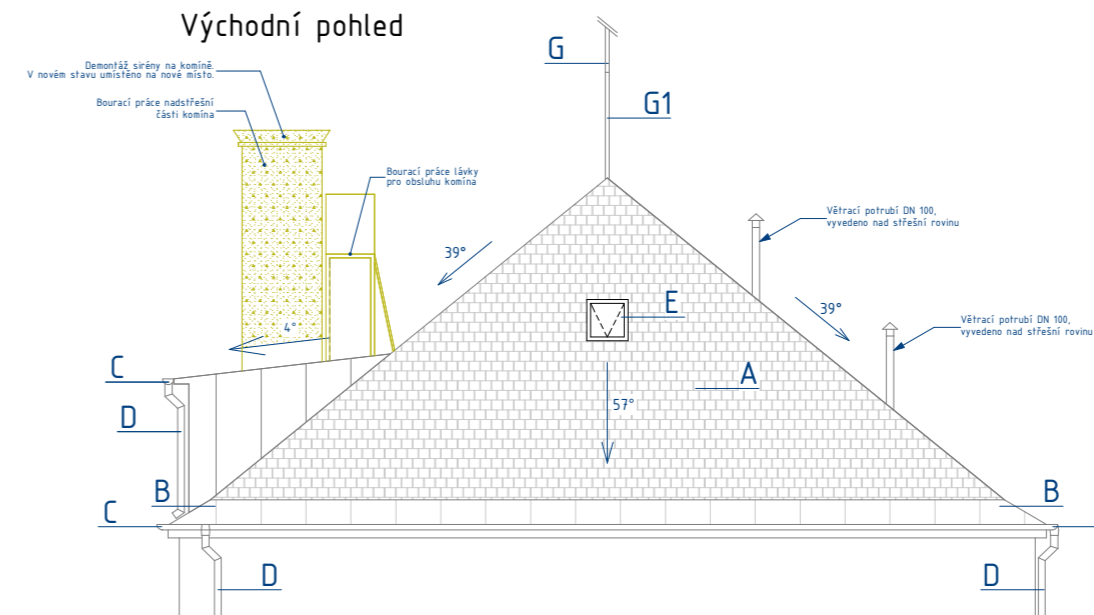 Východní pohled
Demontáž sirény na komíně.
V novém stavu umístěno na nové místo.
Bourací práce nadstřešní
části komína
Bourací práce lávky
pro obsluhu komína
G
G1
Větrací potrubí DN 100,
vyvedeno nad střešní rovinu
39°
39°
E
Větrací potrubí DN 100,
vyvedeno nad střešní rovinu
4°
C
A
D
57°
B
B
C
D
D